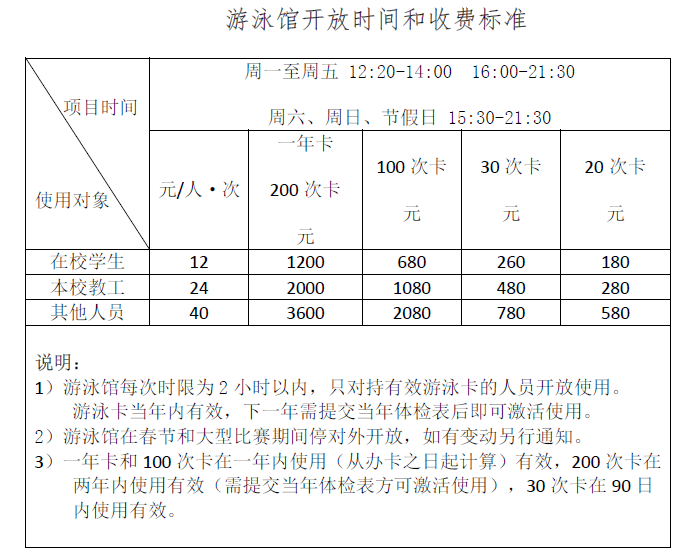 游泳馆开放时间和收费标准
周一至周五 12:20-14:00  16:00-21:30
项目时间
周六、周日、节假日 15:30-21:30
使用对象
元/人·次
一年卡
200 次卡
元
100 次卡
元
30 次卡
元
20 次卡
元
在校学生 12 1200 680 260 180
本校教工 24 2000 1080 480 280
其他人员 40 3600 2080 780 580
说明：
1）游泳馆每次时限为 2 小时以内，只对持有效游泳卡的人员开放使用。
游泳卡当年内有效，下一年需提交当年体检表后即可激活使用。
2）游泳馆在春节和大型比赛期间停对外开放，如有变动另行通知。
3）一年卡和 100 次卡在一年内使用（从办卡之日起计算）有效，200 次卡在
两年内使用有效（需提交当年体检表方可激活使用），30 次卡在 90 日
内使用有效。